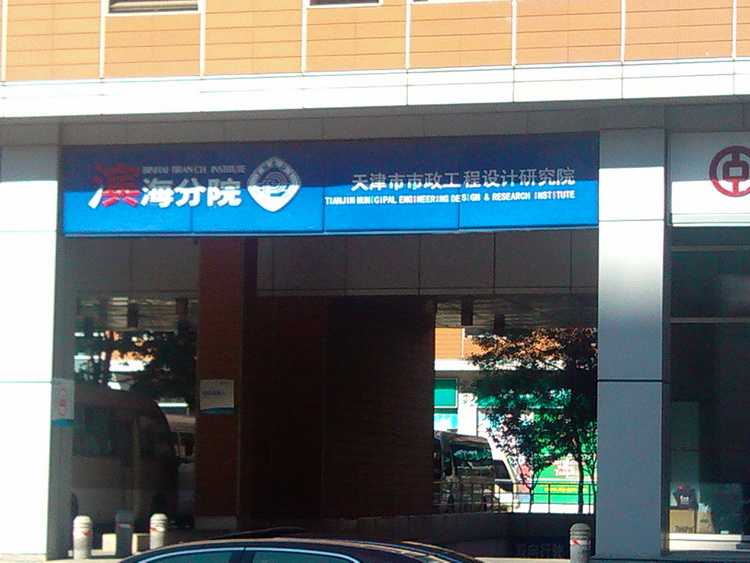 BINHAI BRANCH INSTITUTE
滨海分院
天津市市政工程设计研究院
TIANJIN MUNICIPAL ENGINEERING DESIGN & RESEARCH INSTITUTE